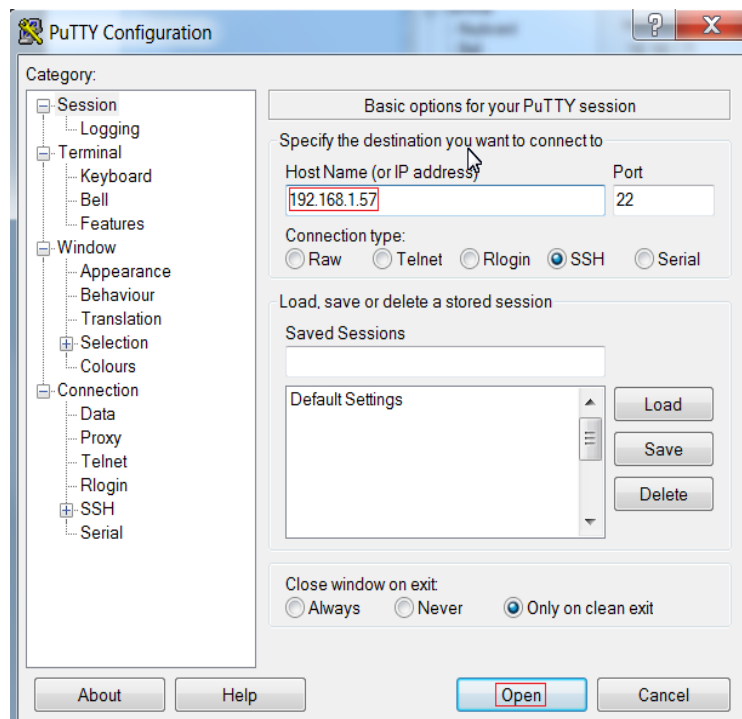 PuTTY Configuration
? X
Category:
Session
Logging
Terminal
Keyboard
Bell
Features
Window
Appearance
Behaviour
Translation
Selection
Colours
Connection
Data
Proxy
Telnet
Rlogin
SSH
Serial
Basic options for your PuTTY session
Specify the destination you want to connect to
Host Name (or IP address) Port
192.168.1.57 22
Connection type:
Raw Telnet Rlogin SSH Serial
Load, save or delete a stored session
Saved Sessions
Default Settings
Load
Save
Delete
Close window on exit:
Always Never Only on clean exit
About Help Open Cancel